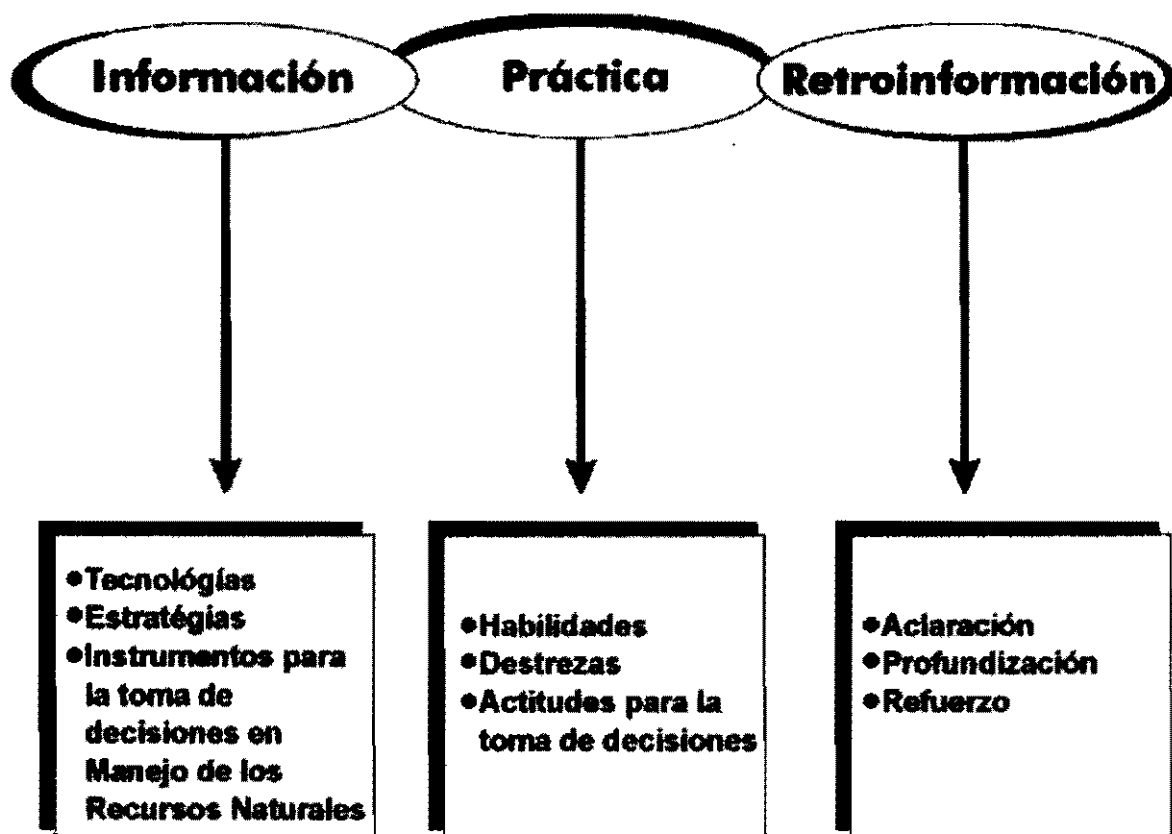 Información
Práctica
Retroinformación
●Tecnológías
●Estratégias
●Instrumentos para
la toma de
decisiones en
Manejo de los
Recursos Naturales
●Habilidades
●Destrezas
●Actitudes para la
toma de decisiones
●Aclaración
●Profundización
●Refuerzo